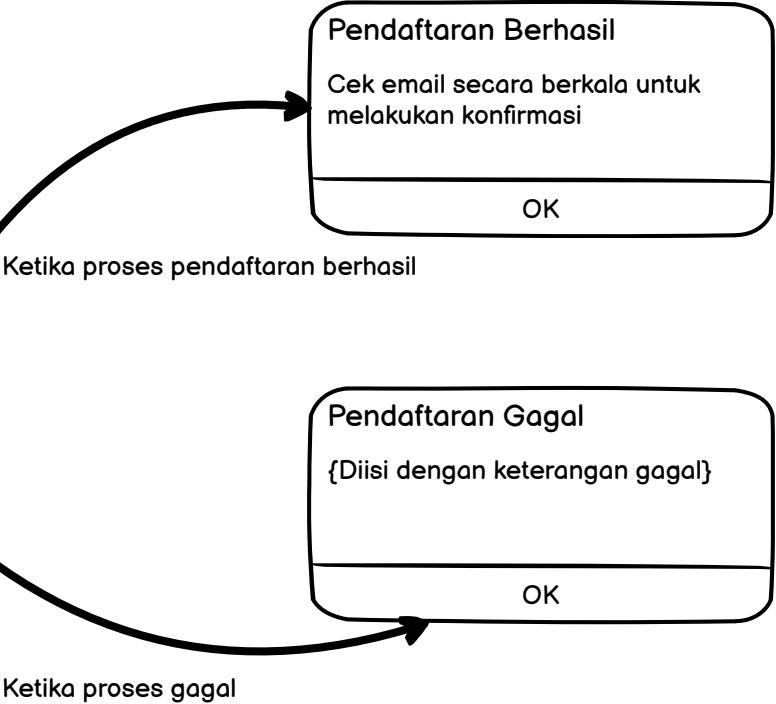 Pendaftaran Berhasil
Cek email secara berkala untuk
melakukan konfirmasi
OK
Ketika proses pendaftaran berhasil
Pendaftaran Gagal
{Diisi dengan keterangan gagal}
OK
Ketika proses gagal